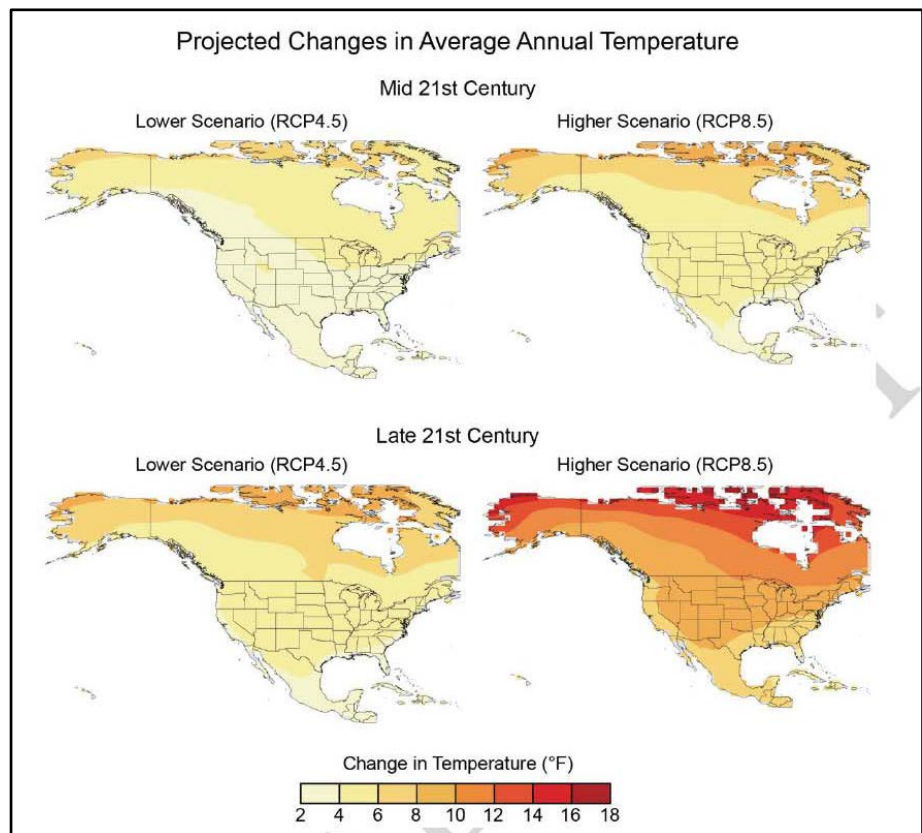 Projected Changes in Average Annual Temperature
Mid 21st Century
Lower Scenario (RCP4.5)
Higher Scenario (RCP8.5)
Late 21st Century
Lower Scenario (RCP4.5)
Higher Scenario (RCP8.5)
Change in Temperature (°F)
2 4 6 8 10 12 14 16 18